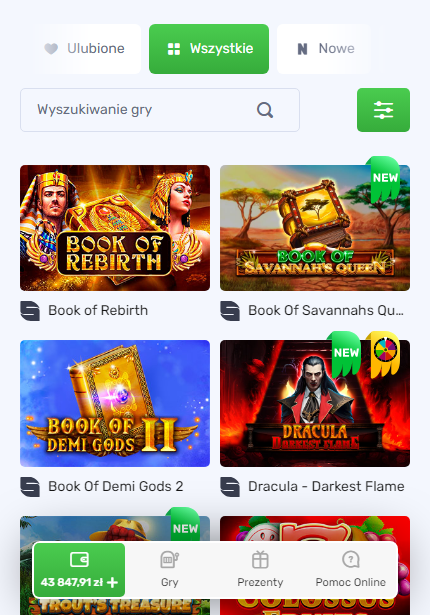 Ulubione
Wszystkie
N Nowe
Wyszukiwanie gry
NEW
BOOK OF
REBIRTH
BOOK OF
SAVANNAH'S QUEEN
Book of Rebirth
Book Of Savannahs Qu...
NEW
BOOK OF
DEMI GODS II
DRACULA
DARKEST FLAME
Book Of Demi Gods 2
Dracula - Darkest Flame
NEW
43 847,91 zł +
Gry
Prezenty
Pomoc Online
TROUT'S TREASURE